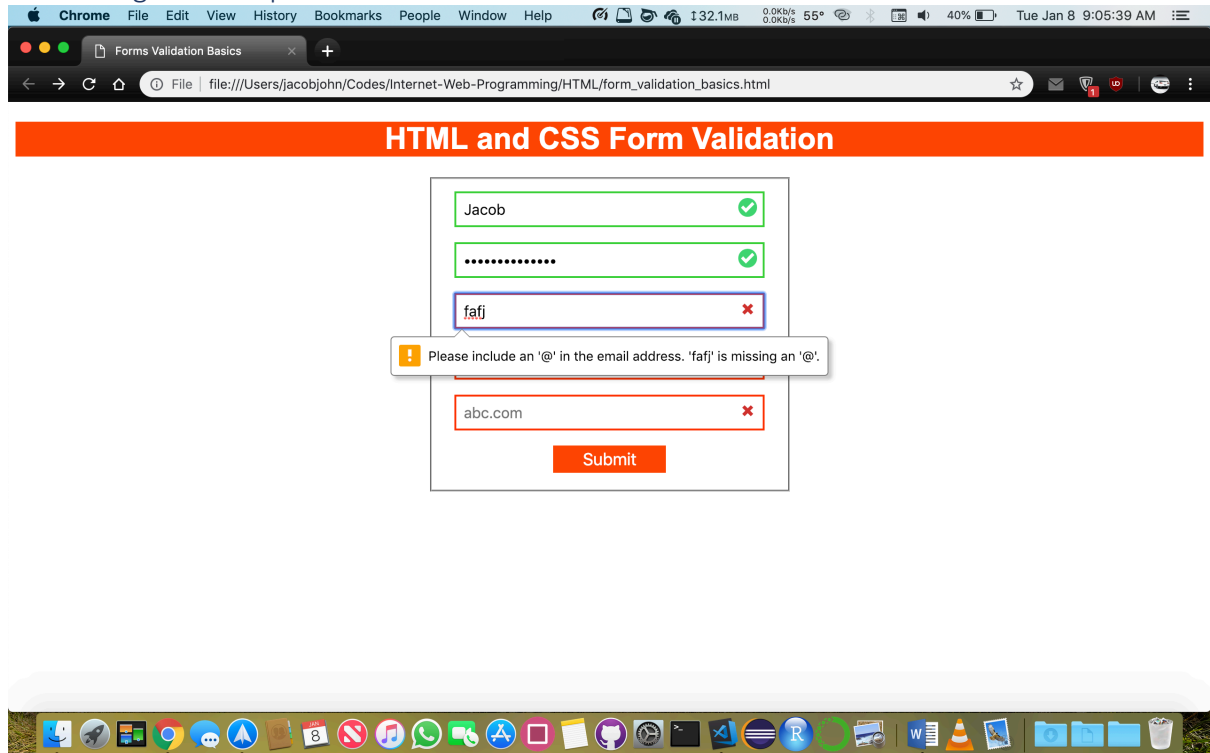 Chrome File Edit View History Bookmarks People Window Help 132.1MB 0.0Kb/s 0.0Kb/s 55° 40% Tue Jan 8 9:05:39 AM
Forms Validation Basics
File file:///Users/jacobjohn/Codes/Internet-Web-Programming/HTML/form_validation_basics.html
1
HTML and CSS Form Validation
Jacob
••••••••••••••
fafj
Please include an '@' in the email address. 'fafj' is missing an '@'.
abc.com
Submit
JAN
8
R
W